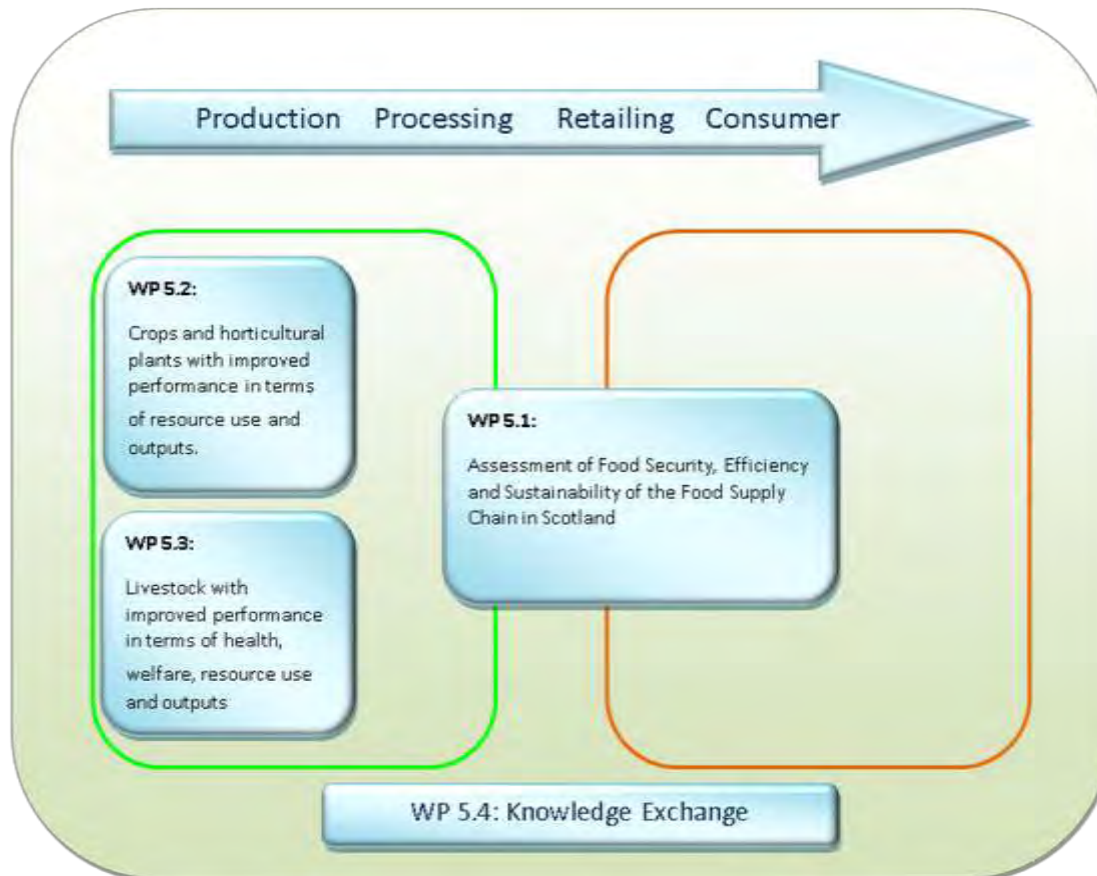 Production Processing Retailing Consumer
WP 5.2:
Crops and horticultural
plants with improved
performance in terms
of resource use and
outputs.
WP 5.1:
Assessment of Food Security, Efficiency
and Sustainability of the Food Supply
Chain in Scotland
WP 5.3:
Livestock with
improved performance
in terms of health,
welfare, resource use
and outputs
WP 5.4: Knowledge Exchange